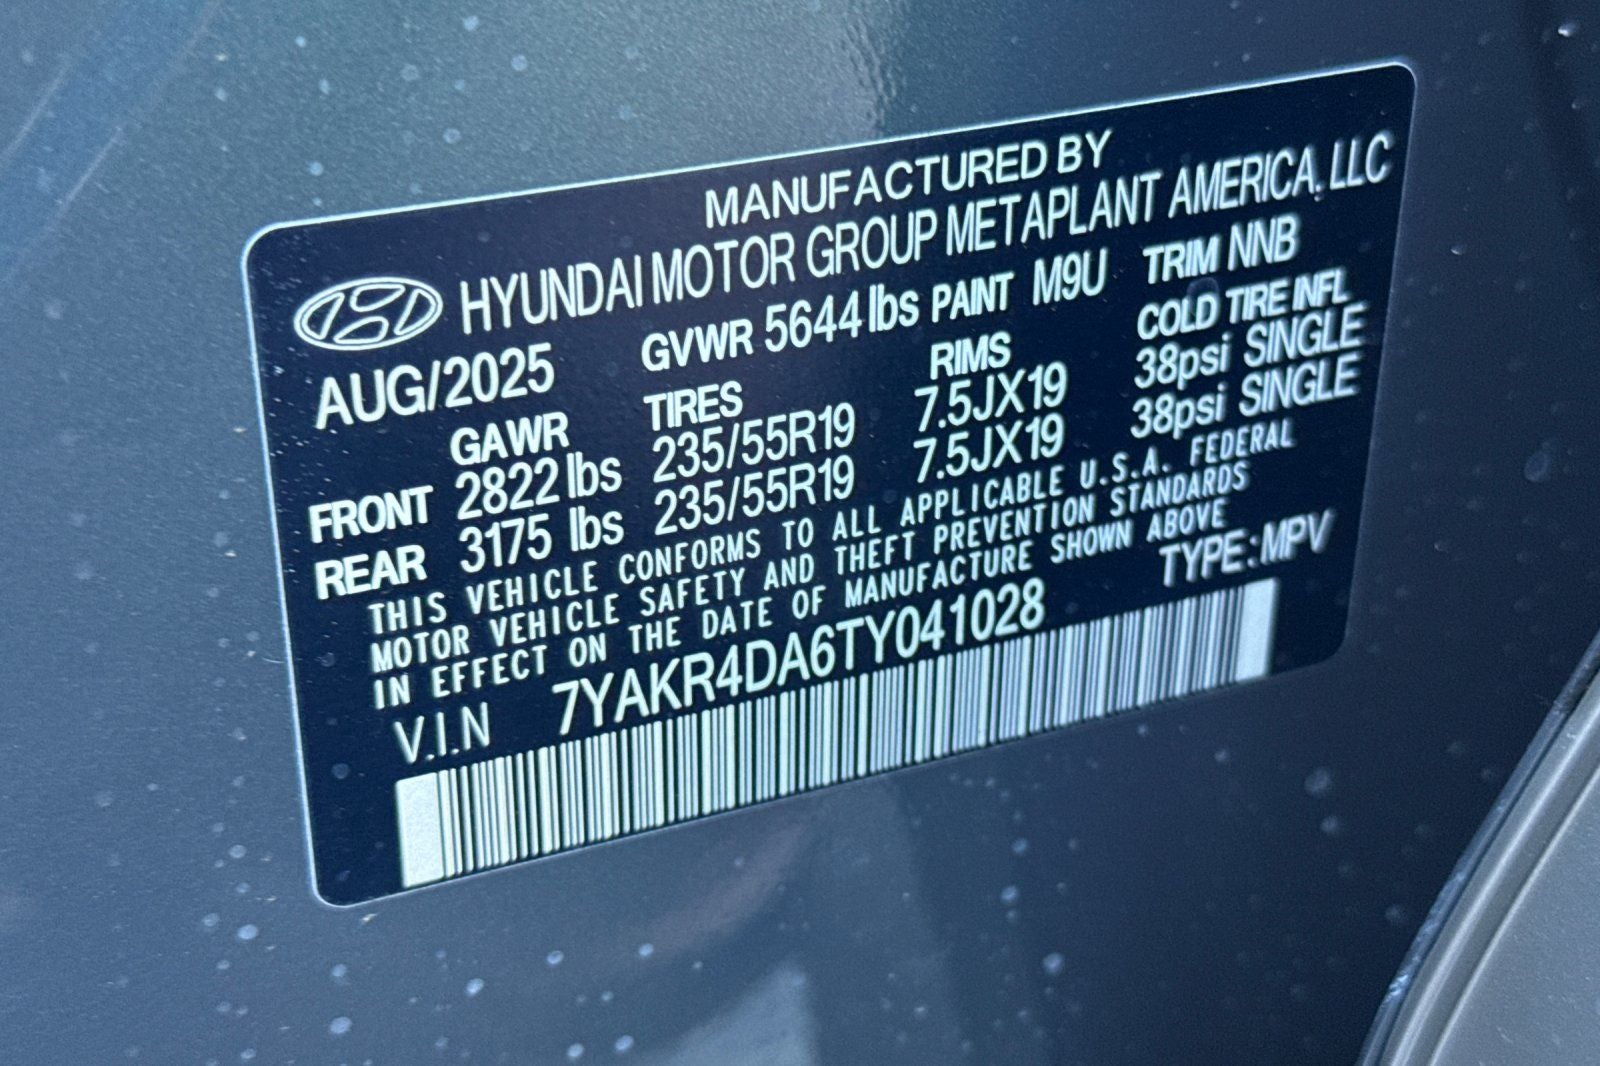 MANUFACTURED BY
HYUNDAI MOTOR GROUP METAPLANT AMERICA, LLC
AUG/2025 GVWR 5644 lbs PAINT M9U TRIM NNB
GAWR TIRES RIMS COLD TIRE INFL
FRONT 2822 lbs 235/55R19 7.5JX19 38psi SINGLE
REAR 3175 lbs 235/55R19 7.5JX19 38psi SINGLE
THIS VEHICLE CONFORMS TO ALL APPLICABLE U.S.A. FEDERAL
MOTOR VEHICLE SAFETY AND THEFT PREVENTION STANDARDS
IN EFFECT ON THE DATE OF MANUFACTURE SHOWN ABOVE
V.I.N 7YAKR4DA6TY041028 TYPE:MPV